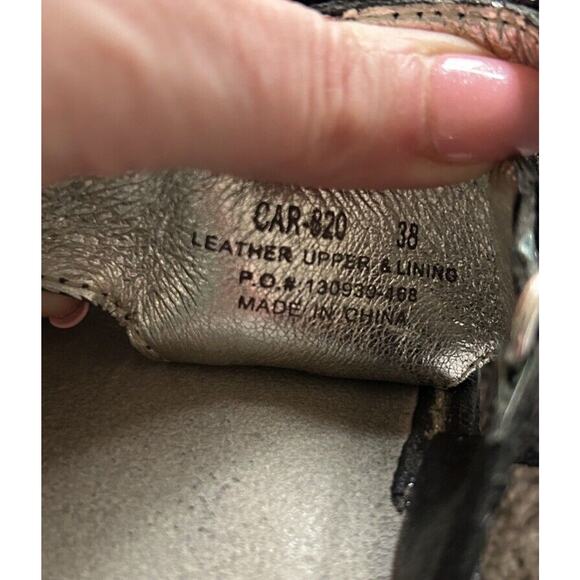 CAR-820 38
LEATHER UPPER & LINING
P.O.# 130939-168
MADE IN CHINA